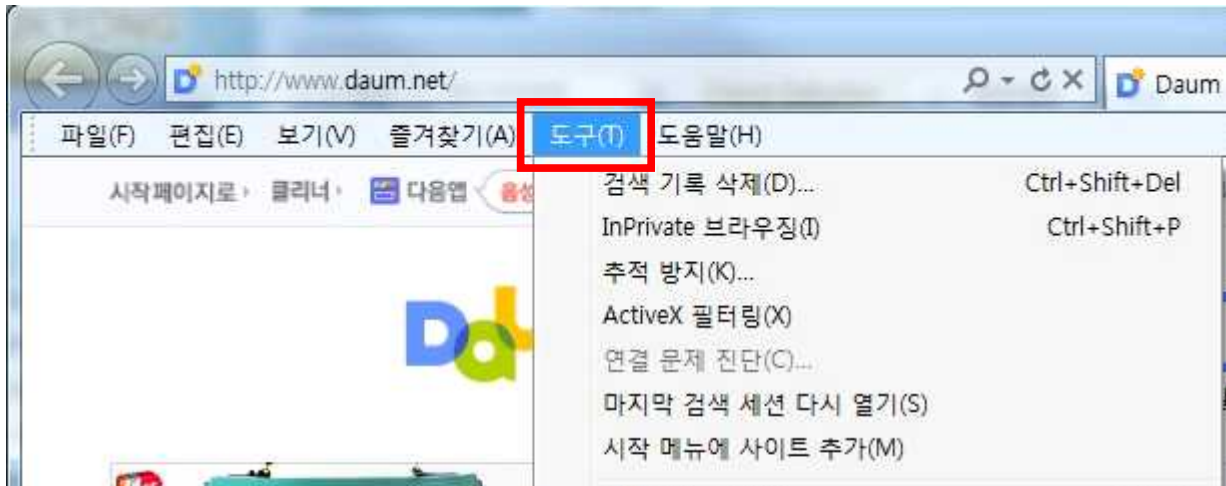 http://www.daum.net/
Daum
파일(F) 편집(E) 보기(V) 즐겨찾기(A) 도구(T) 도움말(H)
시작페이지로 클리너 다음앱
검색 기록 삭제(D)... Ctrl+Shift+Del
InPrivate 브라우징(I) Ctrl+Shift+P
추적 방지(K)...
ActiveX 필터링(X)
연결 문제 진단(C)...
마지막 검색 세션 다시 열기(S)
시작 메뉴에 사이트 추가(M)